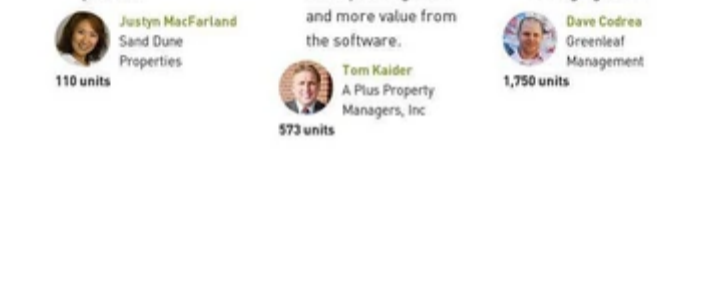 and more value from
the software.
Justyn MacFarland
Sand Dune
Properties
110 units
Tom Kaider
A Plus Property
Managers, Inc
573 units
Dave Codrea
Greenleaf
Management
1,750 units